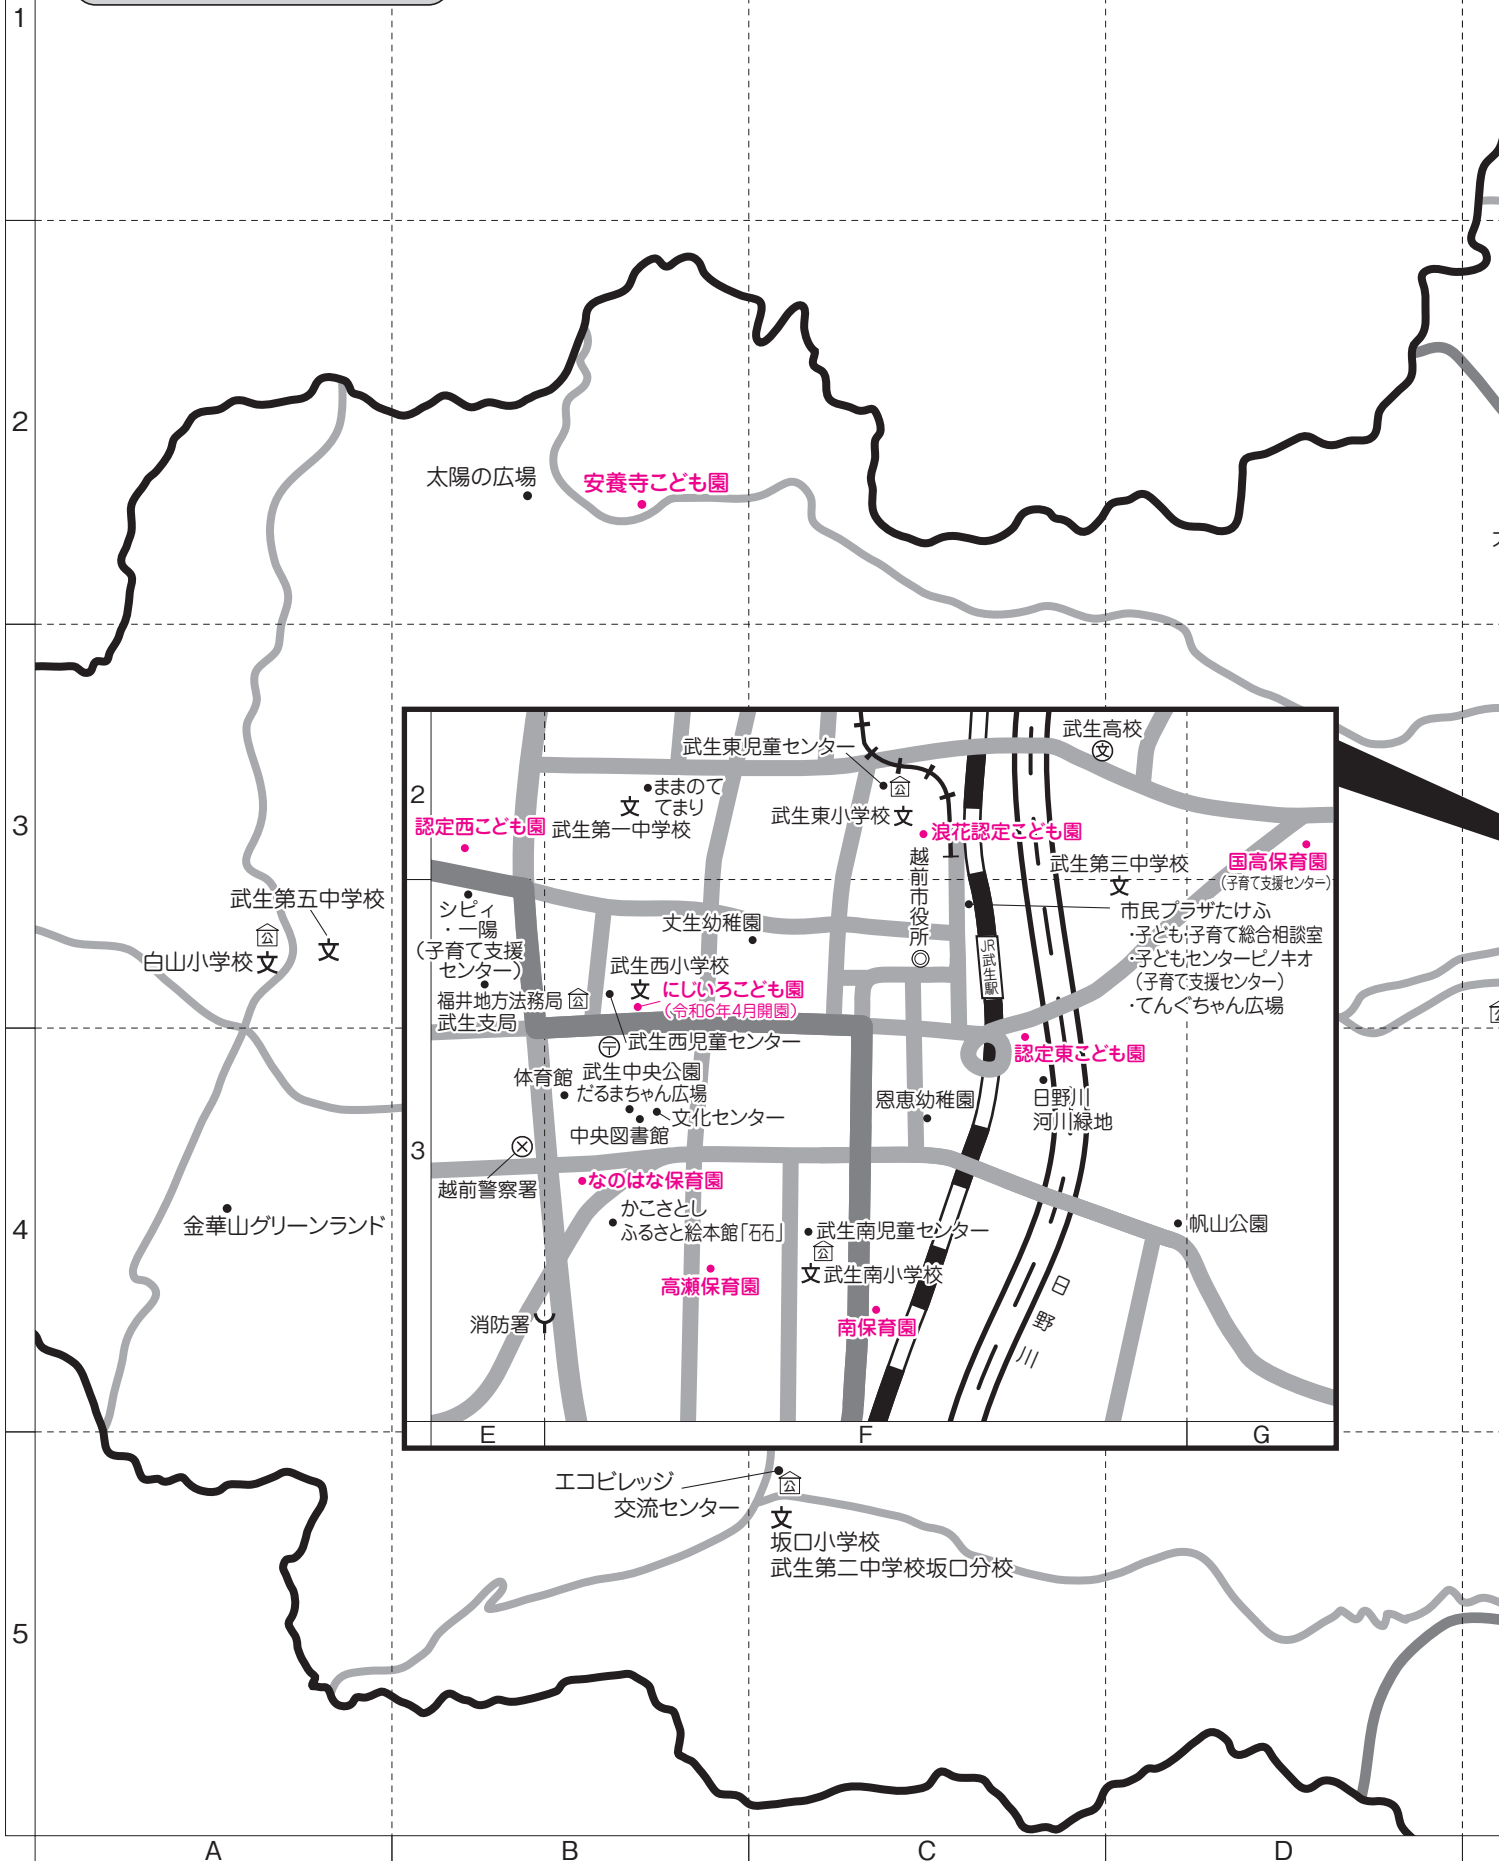 1
2
3
4
5
A
B
C
D
太陽の広場
安養寺こども園
武生第五中学校
公
文
白山小学校文
金華山グリーンランド
2
3
E
F
G
武生東児童センター
公
武生高校
文
ままのて
てまり
文
武生第一中学校
武生東小学校文
認定西こども園
浪花認定こども園
武生第三中学校
文
国高保育園
(子育て支援センター)
越前市役所
シピィ
・一陽
(子育て支援
センター)
丈生幼稚園
市民プラザたけふ
・子ども・子育て総合相談室
・子どもセンターピノキオ
(子育て支援センター)
・てんぐちゃん広場
JR武生駅
武生西小学校
文
にじいろこども園
(令和6年4月開園)
福井地方法務局
武生支局
公
武生西児童センター
〒
認定東こども園
体育館
武生中央公園
だるまちゃん広場
文化センター
中央図書館
恩恵幼稚園
日野川
河川緑地
越前警察署
なのはな保育園
かこさとし
ふるさと絵本館「石石」
武生南児童センター
公
文武生南小学校
帆山公園
高瀬保育園
南保育園
消防署
日野川
エコビレッジ
交流センター
公
文
坂口小学校
武生第二中学校坂口分校